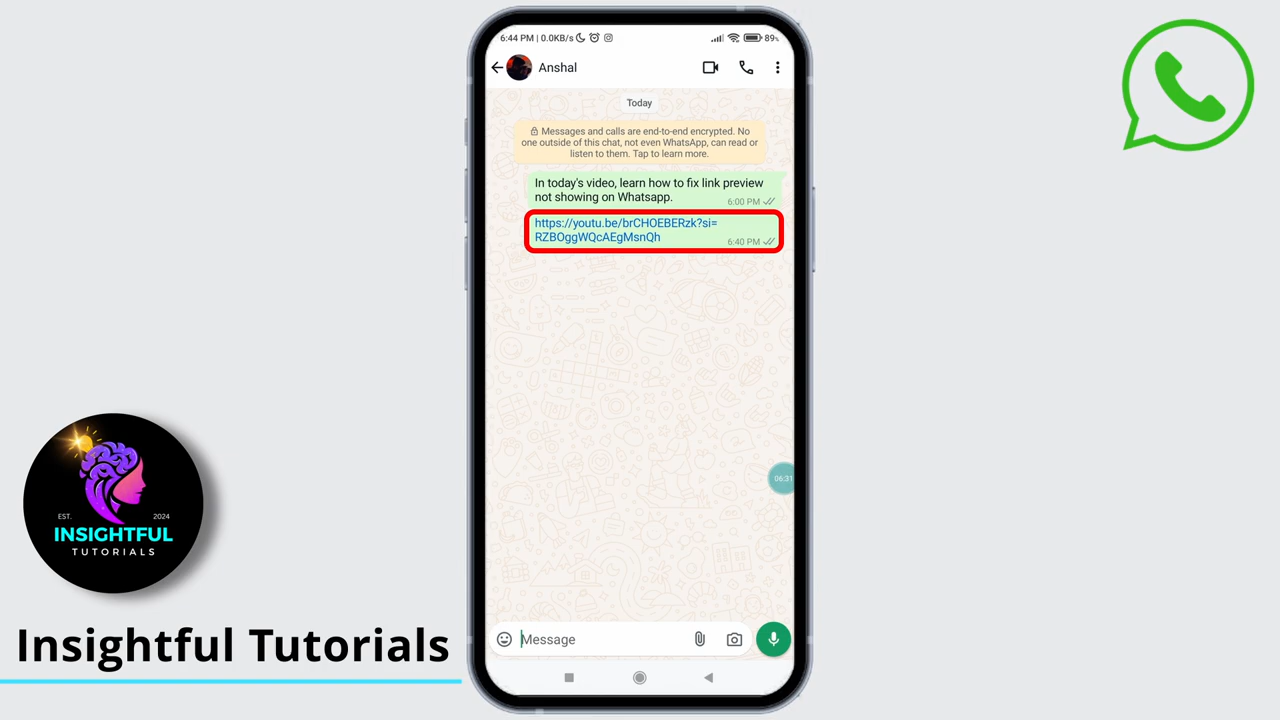 6:44 PM | 0.0KB/s
89%
Anshal
Today
Messages and calls are end-to-end encrypted. No
one outside of this chat, not even WhatsApp, can read or
listen to them. Tap to learn more.
In today's video, learn how to fix link preview
not showing on Whatsapp.
6:00 PM
https://youtu.be/brCHOEBERzk?si=
RZBOggWQcAEgMsnQh
6:40 PM
06:31
EST. 2024
INSIGHTFUL
TUTORIALS
Insightful Tutorials
Message